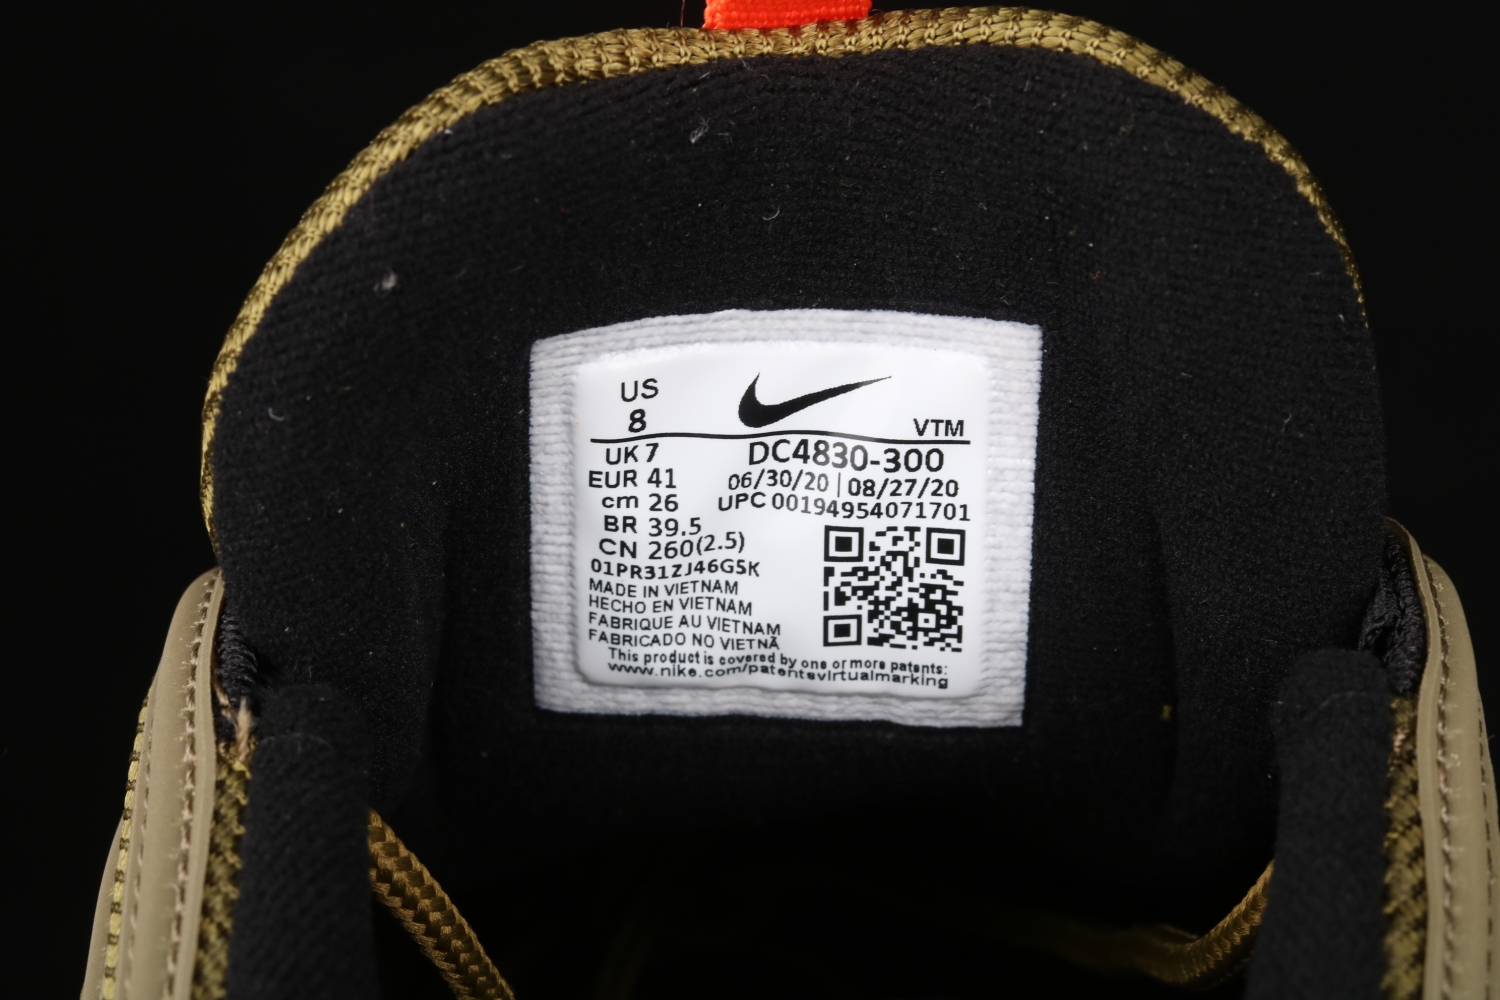 US
8
VTM
UK 7
DC4830-300
EUR 41
06/30/20 | 08/27/20
cm 26
UPC 00194954071701
BR 39.5
CN 260(2.5)
01PR31ZJ46G5K
MADE IN VIETNAM
HECHO EN VIETNAM
FABRIQUE AU VIETNAM
FABRICADO NO VIETNÃ
This product is covered by one or more patents:
www.nike.com/patentsvirtualmarking